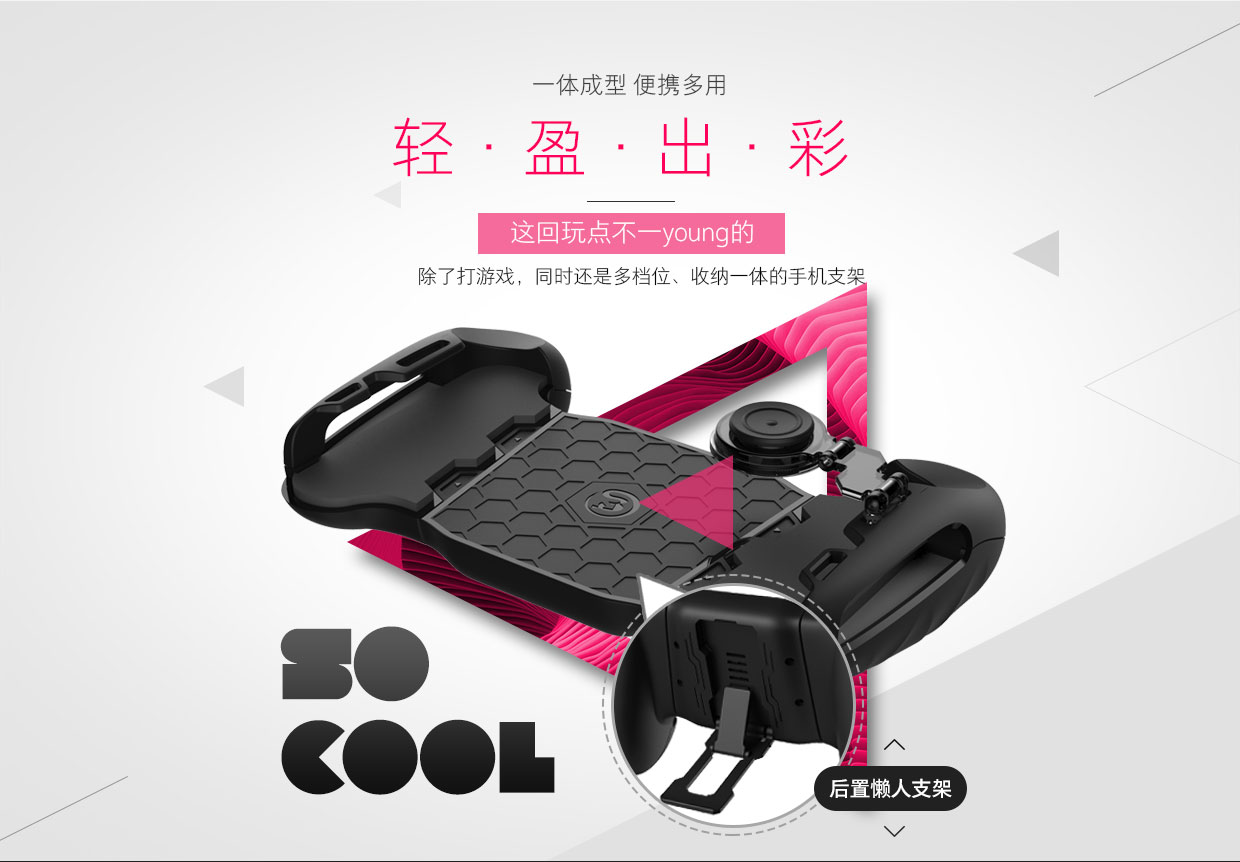 一体成型 便携多用
轻·盈·出·彩
这回玩点不一young的
除了打游戏，同时还是多档位、收纳一体的手机支架
SO
COOL
后置懒人支架